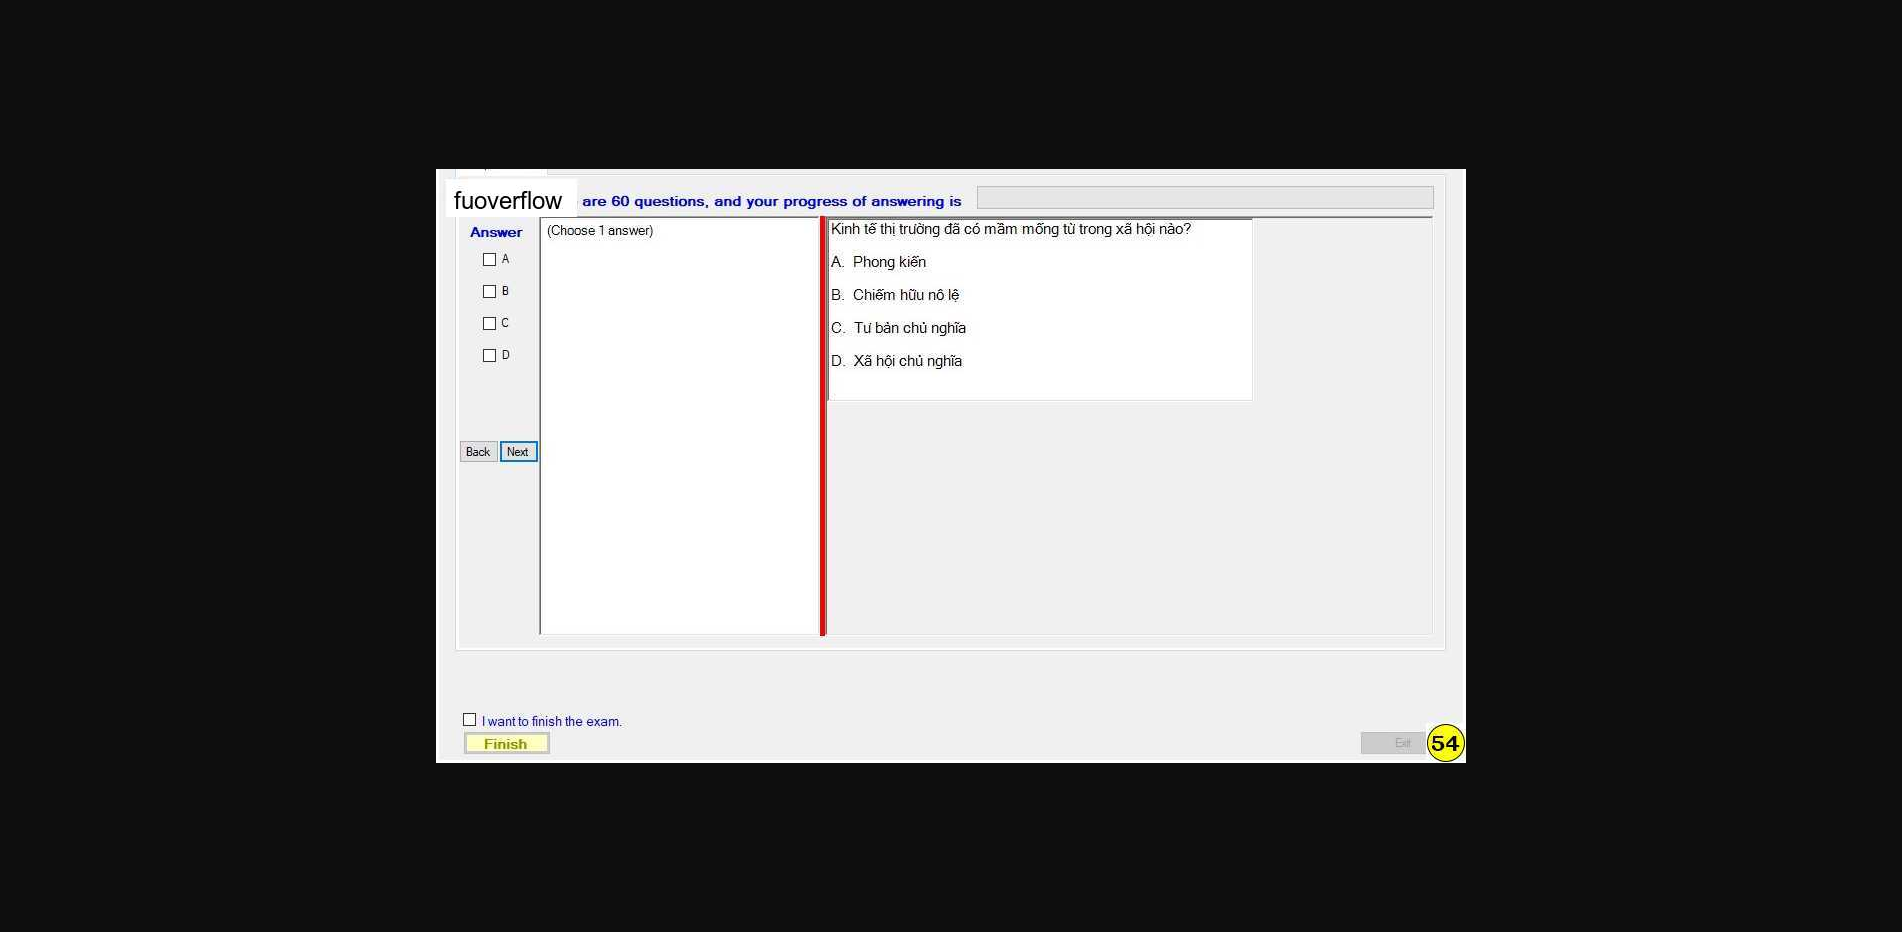 fuoverflow are 60 questions, and your progress of answering is
Answer
(Choose 1 answer)
A
B
C
D
Back Next
Kinh tế thị trường đã có mầm mống từ trong xã hội nào?
A. Phong kiến
B. Chiếm hữu nô lệ
C. Tư bản chủ nghĩa
D. Xã hội chủ nghĩa
I want to finish the exam.
Finish
Exit
54